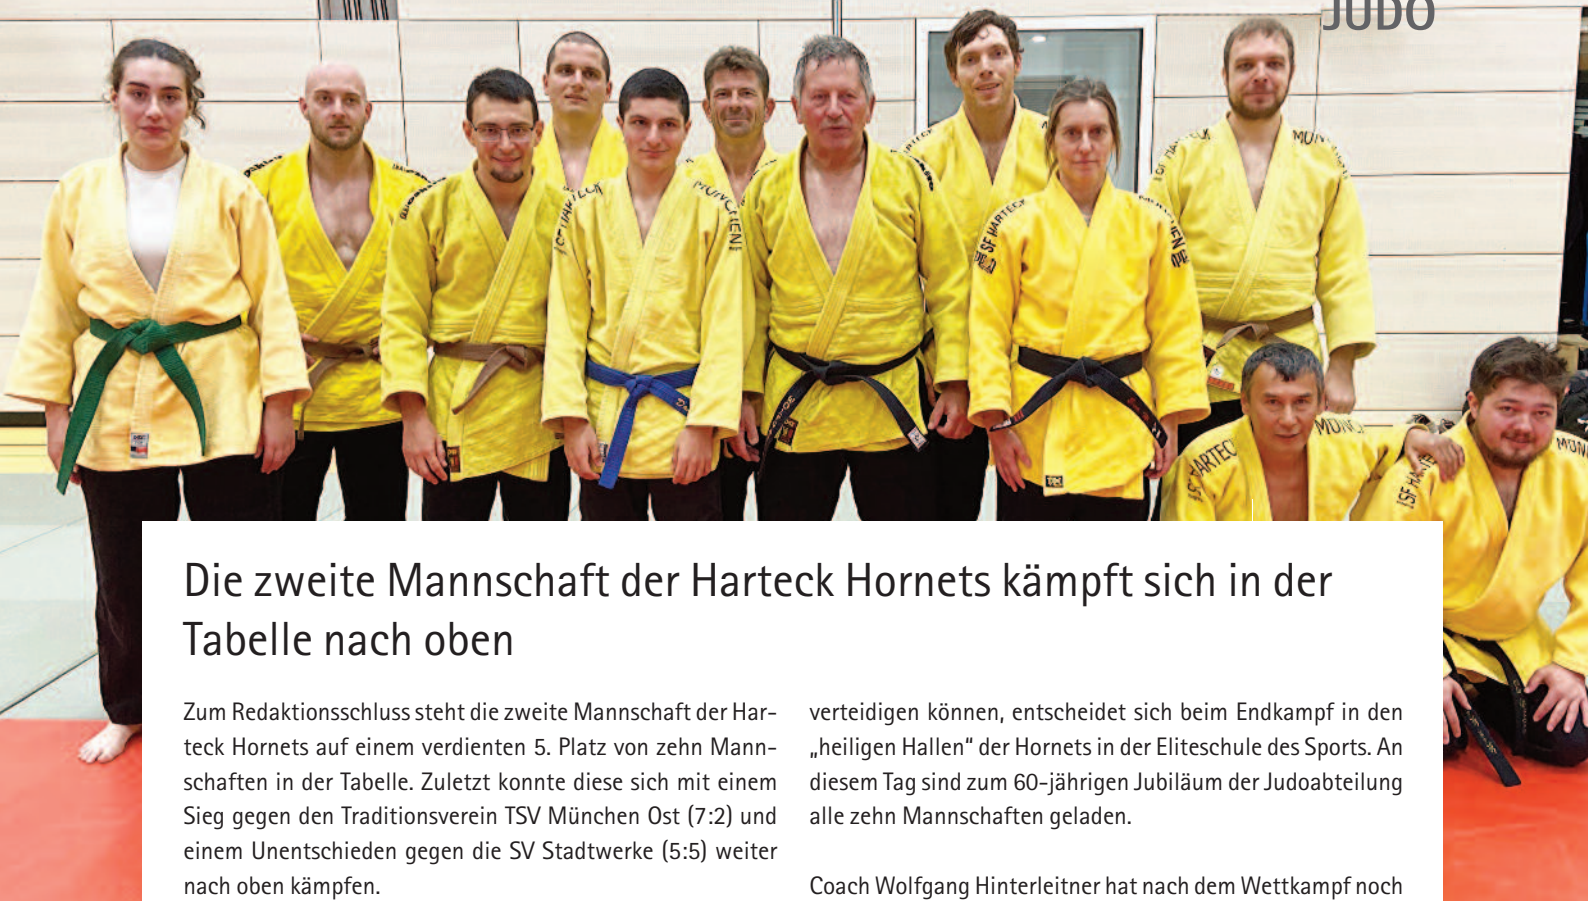 JUDO
SF HARTECK
MÜNCHEN
SF HARTECK
Die zweite Mannschaft der Harteck Hornets kämpft sich in der
Tabelle nach oben
Zum Redaktionsschluss steht die zweite Mannschaft der Har-
teck Hornets auf einem verdienten 5. Platz von zehn Mann-
schaften in der Tabelle. Zuletzt konnte diese sich mit einem
Sieg gegen den Traditionsverein TSV München Ost (7:2) und
einem Unentschieden gegen die SV Stadtwerke (5:5) weiter
nach oben kämpfen.
verteidigen können, entscheidet sich beim Endkampf in den
„heiligen Hallen“ der Hornets in der Eliteschule des Sports. An
diesem Tag sind zum 60-jährigen Jubiläum der Judoabteilung
alle zehn Mannschaften geladen.
Coach Wolfgang Hinterleitner hat nach dem Wettkampf noch